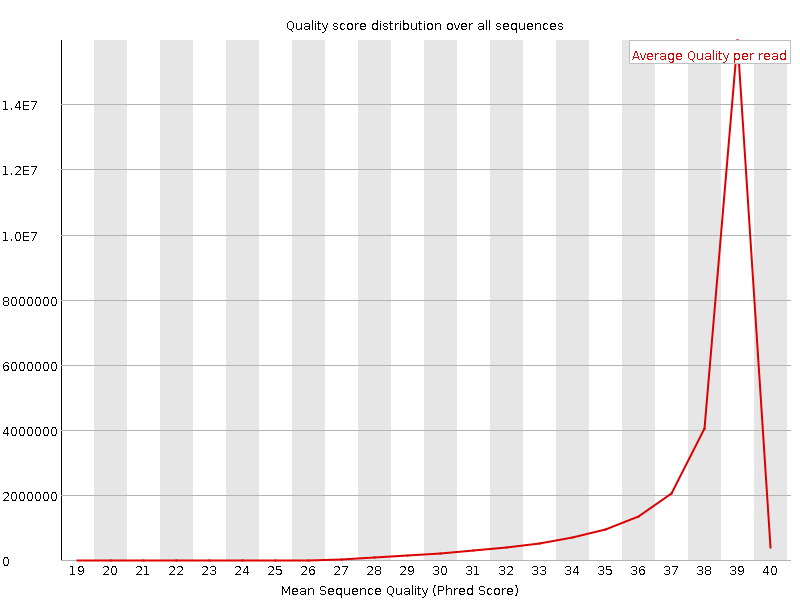 Quality score distribution over all sequences
Average Quality per read
1.4E7
1.2E7
1.0E7
8000000
6000000
4000000
2000000
0
19 20 21 22 23 24 25 26 27 28 29 30 31 32 33 34 35 36 37 38 39 40
Mean Sequence Quality (Phred Score)